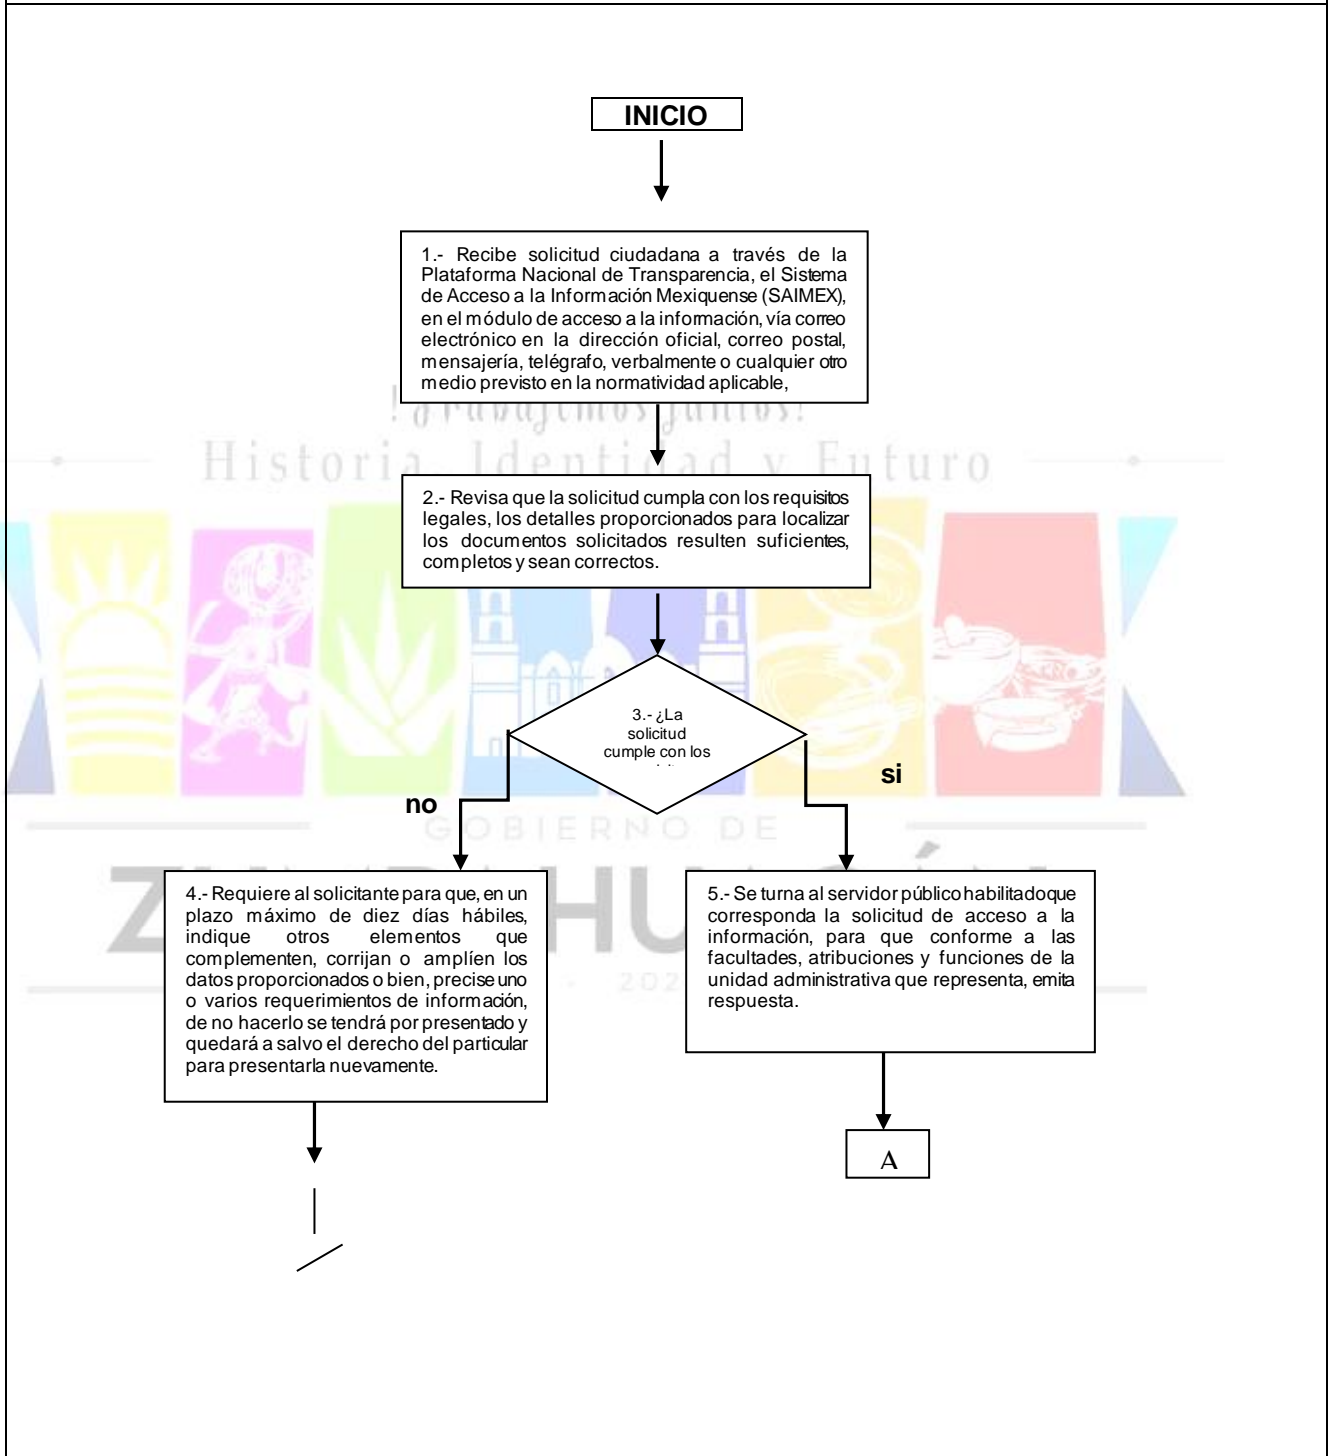 INICIO
1.- Recibe solicitud ciudadana a través de la
Plataforma Nacional de Transparencia, el Sistema
de Acceso a la Información Mexiquense (SAIMEX),
en el módulo de acceso a la información, vía correo
electrónico en la dirección oficial, correo postal,
mensajería, telégrafo, verbalmente o cualquier otro
medio previsto en la normatividad aplicable,
Historia, Identidad y Futuro
2.- Revisa que la solicitud cumpla con los requisitos
legales, los detalles proporcionados para localizar
los documentos solicitados resulten suficientes,
completos y sean correctos.
3.- ¿La
solicitud
cumple con los
si
no
GOBIERNO DE
4.- Requiere al solicitante para que, en un
plazo máximo de diez días hábiles,
indique otros elementos que
complementen, corrijan o amplíen los
datos proporcionados o bien, precise uno
o varios requerimientos de información,
de no hacerlo se tendrá por presentado y
quedará a salvo el derecho del particular
para presentarla nuevamente.
5.- Se turna al servidor público habilitado que
corresponda la solicitud de acceso a la
información, para que conforme a las
facultades, atribuciones y funciones de la
unidad administrativa que representa, emita
respuesta.
A